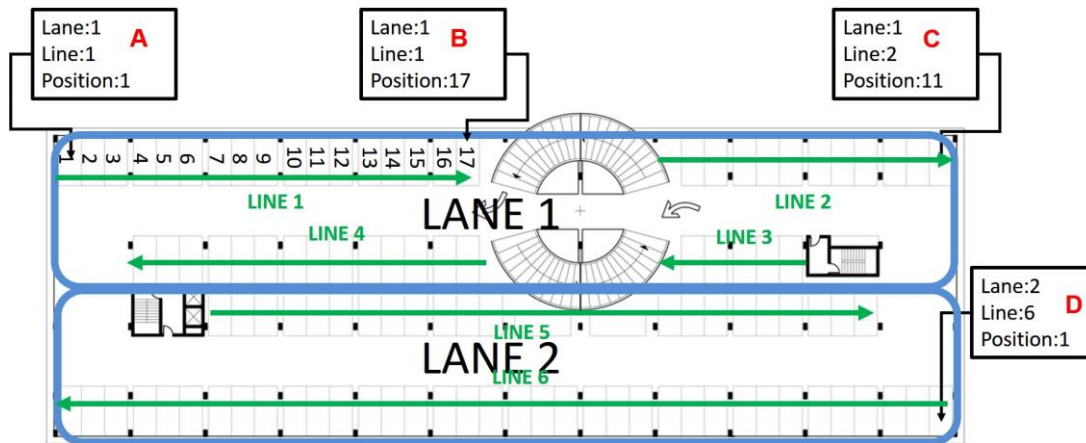 Lane:1
Line:1
Position:1
A
Lane:1
Line:1
Position:17
B
Lane:1
Line:2
Position:11
C
1 2 3 4 5 6 7 8 9 10 11 12 13 14 15 16 17
LINE 1
LANE 1
LINE 2
LINE 4
LINE 3
Lane:2
Line:6
Position:1
D
LINE 5
LANE 2
LINE 6